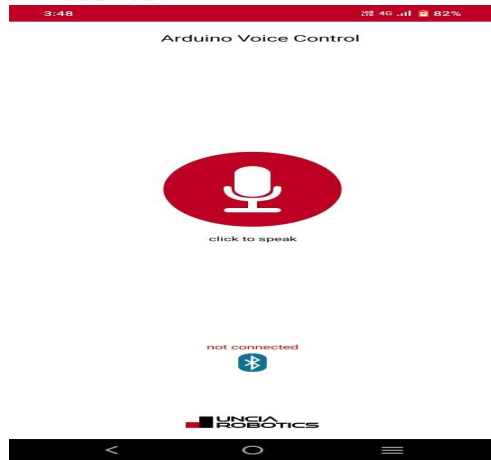 3:48 4G 82%
Arduino Voice Control
click to speak
not connected
UNCIA
ROBOTICS